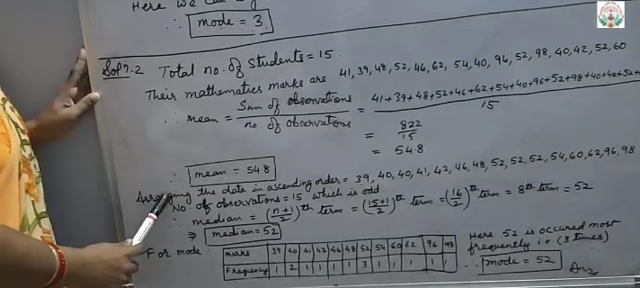 Here we can
∴ mode = 3
Sol?.2 Total no. of Students = 15
Their mathematics marks are 41, 39, 48, 52, 46, 62, 54, 40, 96, 52, 98, 40, 42, 52, 60
∴ mean = Sum of observations / no. of observations = 41+39+48+52+46+62+54+40+96+52+98+40+42+52+ / 15
= 822 / 15
= 54.8
∴ mean = 54.8
Arranging the data in ascending order = 39, 40, 40, 41, 42, 46, 48, 52, 52, 52, 54, 60, 62, 96, 98
No. of observations = 15 which is odd
∴ median = (n+1 / 2)th term = (15+1 / 2)th term = (16 / 2)th term = 8th term = 52
⇒ median = 52
For mode:
marks 39 40 41 42 46 48 52 54 60 62 96 98
Frequency 1 2 1 1 1 1 3 1 1 1 1 1
Here 52 is occured most
frequently i.e. (3 times)
∴ mode = 52
Ans